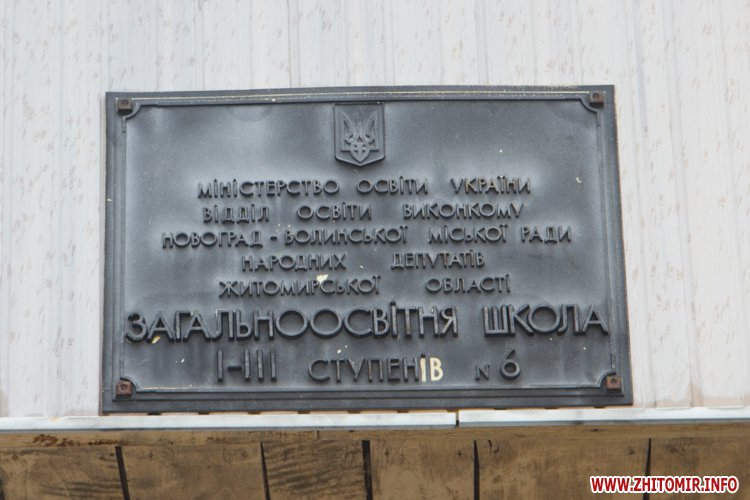 МІНІСТЕРСТВО ОСВІТИ УКРАЇНИ
ВІДДІЛ ОСВІТИ ВИКОНКОМУ
НОВОГРАД-ВОЛИНСЬКОЇ МІСЬКОЇ РАДИ
НАРОДНИХ ДЕПУТАТІВ
ЖИТОМИРСЬКОЇ ОБЛАСТІ
ЗАГАЛЬНООСВІТНЯ ШКОЛА
І-ІІІ СТУПЕНІВ N 6
WWW.ZHITOMIR.INFO